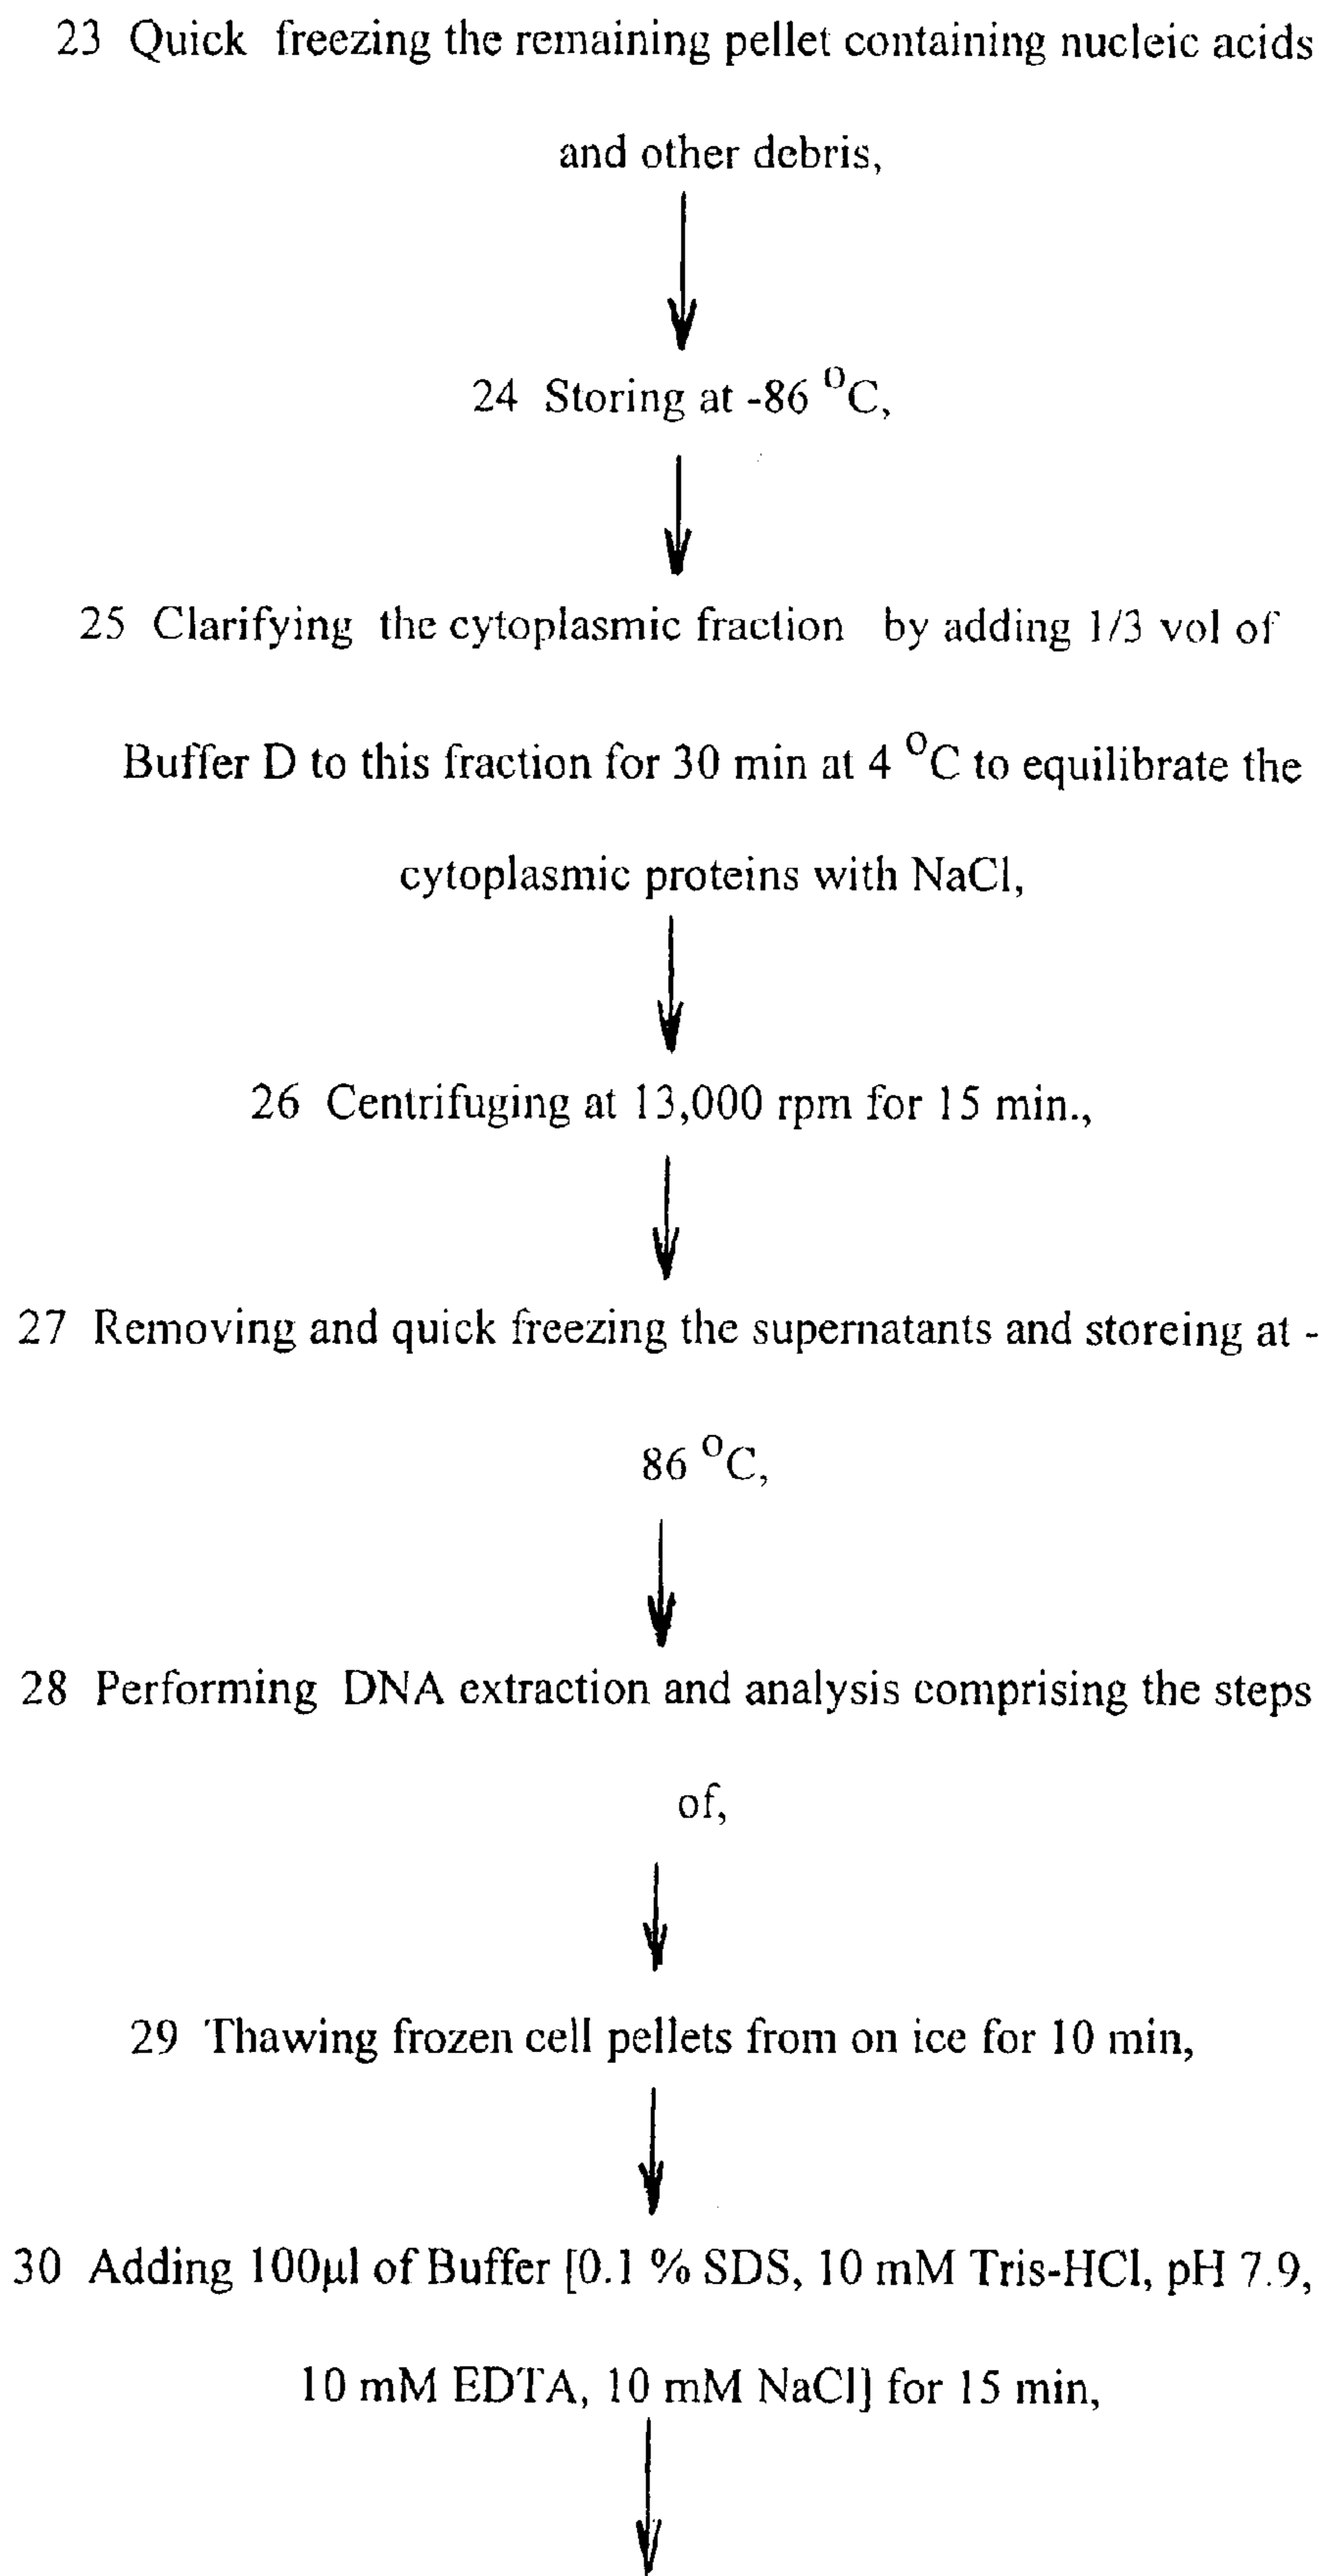 23 Quick freezing the remaining pellet containing nucleic acids
and other debris,
24 Storing at -86 °C,
25 Clarifying the cytoplasmic fraction by adding 1/3 vol of
Buffer D to this fraction for 30 min at 4 °C to equilibrate the
cytoplasmic proteins with NaCl,
26 Centrifuging at 13,000 rpm for 15 min.,
27 Removing and quick freezing the supernatants and storeing at -
86 °C,
28 Performing DNA extraction and analysis comprising the steps
of,
29 Thawing frozen cell pellets from on ice for 10 min,
30 Adding 100µl of Buffer [0.1 % SDS, 10 mM Tris-HCl, pH 7.9,
10 mM EDTA, 10 mM NaCl] for 15 min,